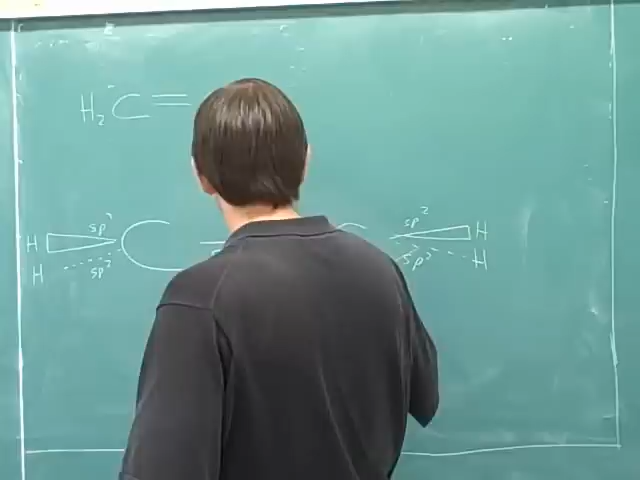 H₂C=
sp² C sp² H
H
H sp² sp² H